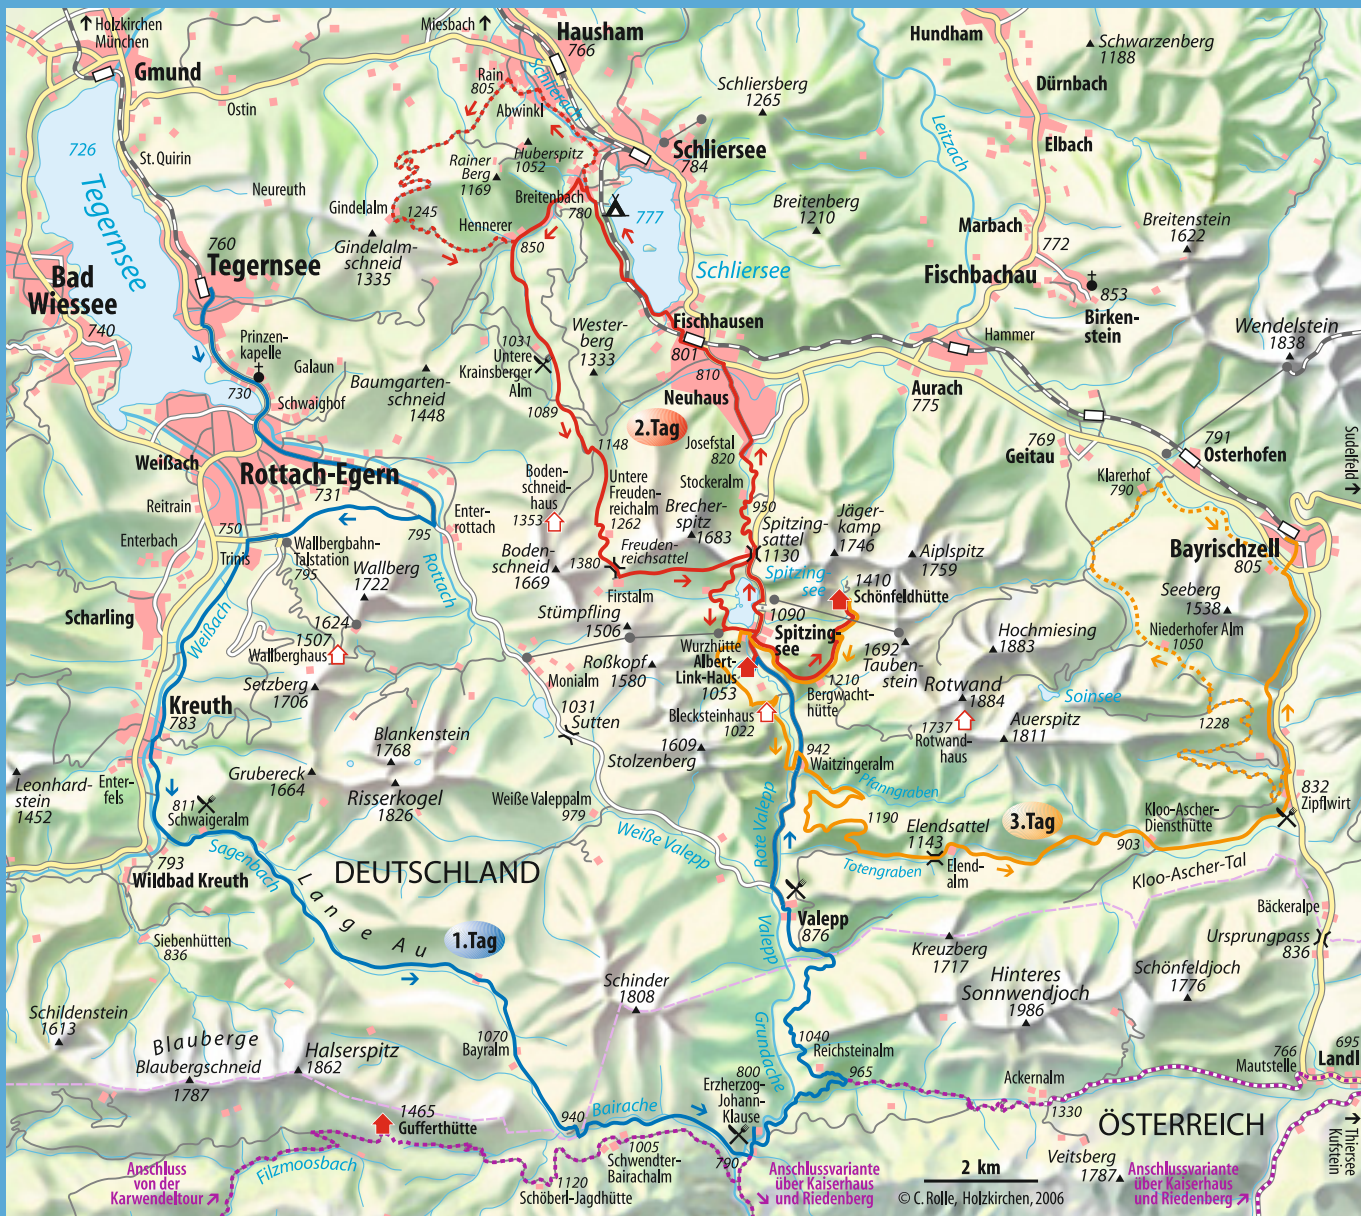 ↑ Holzkirchen
München
Miesbach ↑
Hausham
766
Hundham
Schwarzenberg
1188
Gmund
Rain
805
Schlierach
Schliersberg
1265
Dürnbach
Ostin
Abwinkl
726
Tegernsee
St. Quirin
Huberspitz
1052
Schliersee
784
Leitzach
Elbach
Neureuth
Rainer
Berg
1169
Breitenbach
780
777
Breitenberg
1210
Marbach
772
Breitenstein
1622
Gindelalm
1245
Hennerer
850
Gindelalm-
schneid
1335
760
Tegernsee
Schliersee
Fischbachau
853
Birken-
stein
Bad
Wiessee
740
Fischhausen
801
Hammer
Wendelstein
1838
Prinzen-
kapelle
730
Galaun
Schwaighof
Baumgarten-
schneid
1448
1031
Untere
Krainsberger
Alm
1089
Wester-
berg
1333
810
Neuhaus
Aurach
775
2.Tag
1148
Josefstal
820
Stockeralm
769
Geitau
791
Osterhofen
Sudelfeld →
Klarerhof
790
Weißach
Rottach-Egern
731
Reitrain
750
Enter-
rottach
795
Boden-
schneid-
haus
1353
Untere
Freuden-
reichalm
1262
Brecher-
spitz
1683
950
Spitzing-
sattel
1130
Jäger-
kamp
1746
Aiplspitz
1759
Bayrischzell
805
Enterbach
Trinis
Wallbergbahn-
Talstation
795
Wallberg
1722
Rottach
Boden-
schneid
1669
1380
Freuden-
reichsattel
Firstalm
Spitzing-
see
1410
Schönfeldhütte
Seeberg
1538
Scharling
Weißach
1624
1507
Wallberghaus
Stümpfling
1506
1090
Spitzing-
see
Niederhofer Alm
1050
Hochmiesing
1883
Wurzhütte
Albert-
Link-Haus
1053
1692
Tauben-
stein
Setzberg
1706
Monialm
Roßkopf
1580
1210
Bergwacht-
hütte
Rotwand
1884
Soinsee
Kreuth
783
1031
Sutten
Blecksteinhaus
1022
1737
Rotwand-
haus
Auerspitz
1811
1228
Blankenstein
1768
1609
Stolzenberg
942
Waitzingeralm
Leonhard-
stein
1452
Enter-
fels
Grubereck
1664
Risserkogel
1826
Pfanngraben
832
Zipflwirt
811
Schwaigeralm
Weiße Valeppalm
979
Rote Valepp
1190
Elendsattel
1143
3.Tag
Kloo-Ascher-
Diensthütte
903
Weiße Valepp
793
Wildbad Kreuth
Sagenbach
DEUTSCHLAND
Totengraben
Elend-
alm
Kloo-Ascher-Tal
Lange Au
1.Tag
Valepp
876
Bäckeralpe
Siebenhütten
836
Valepp
Kreuzberg
1717
Ursprungpass
836
Schinder
1808
Hinteres
Sonnwendjoch
1986
Schönfeldjoch
1776
Schildenstein
1613
Blauberge
Blaubergschneid
1787
Halserspitz
1862
1070
Bayralm
Grundache
1040
Reichsteinalm
965
766
Mautstelle
695
Landl
800
Erzherzog-
Johann-
Klause
790
Ackernalm
1330
1465
Gufferthütte
940
Bairache
ÖSTERREICH
1005
Schwendter-
Bairachalm
Filzmoosbach
Anschluss
von der
Karwendeltour ↗
1120
Schöberl-Jagdhütte
Anschlussvariante
über Kaiserhaus
↘ und Riedenberg
2 km
© C. Rolle, Holzkirchen, 2006
Veitsberg
1787
Anschlussvariante
über Kaiserhaus
und Riedenberg ↗
Thiersee →
Kufstein